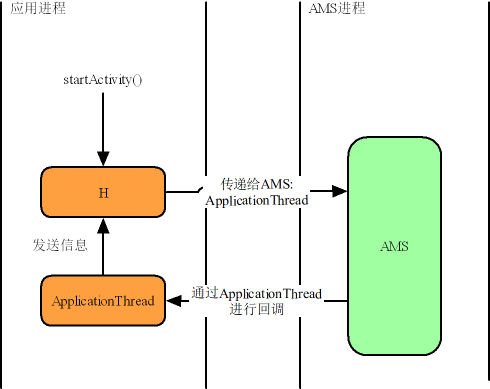 应用进程
AMS进程
startActivity()
H
传递给AMS:
ApplicationThread
AMS
发送信息
ApplicationThread
通过ApplicationThread
进行回调